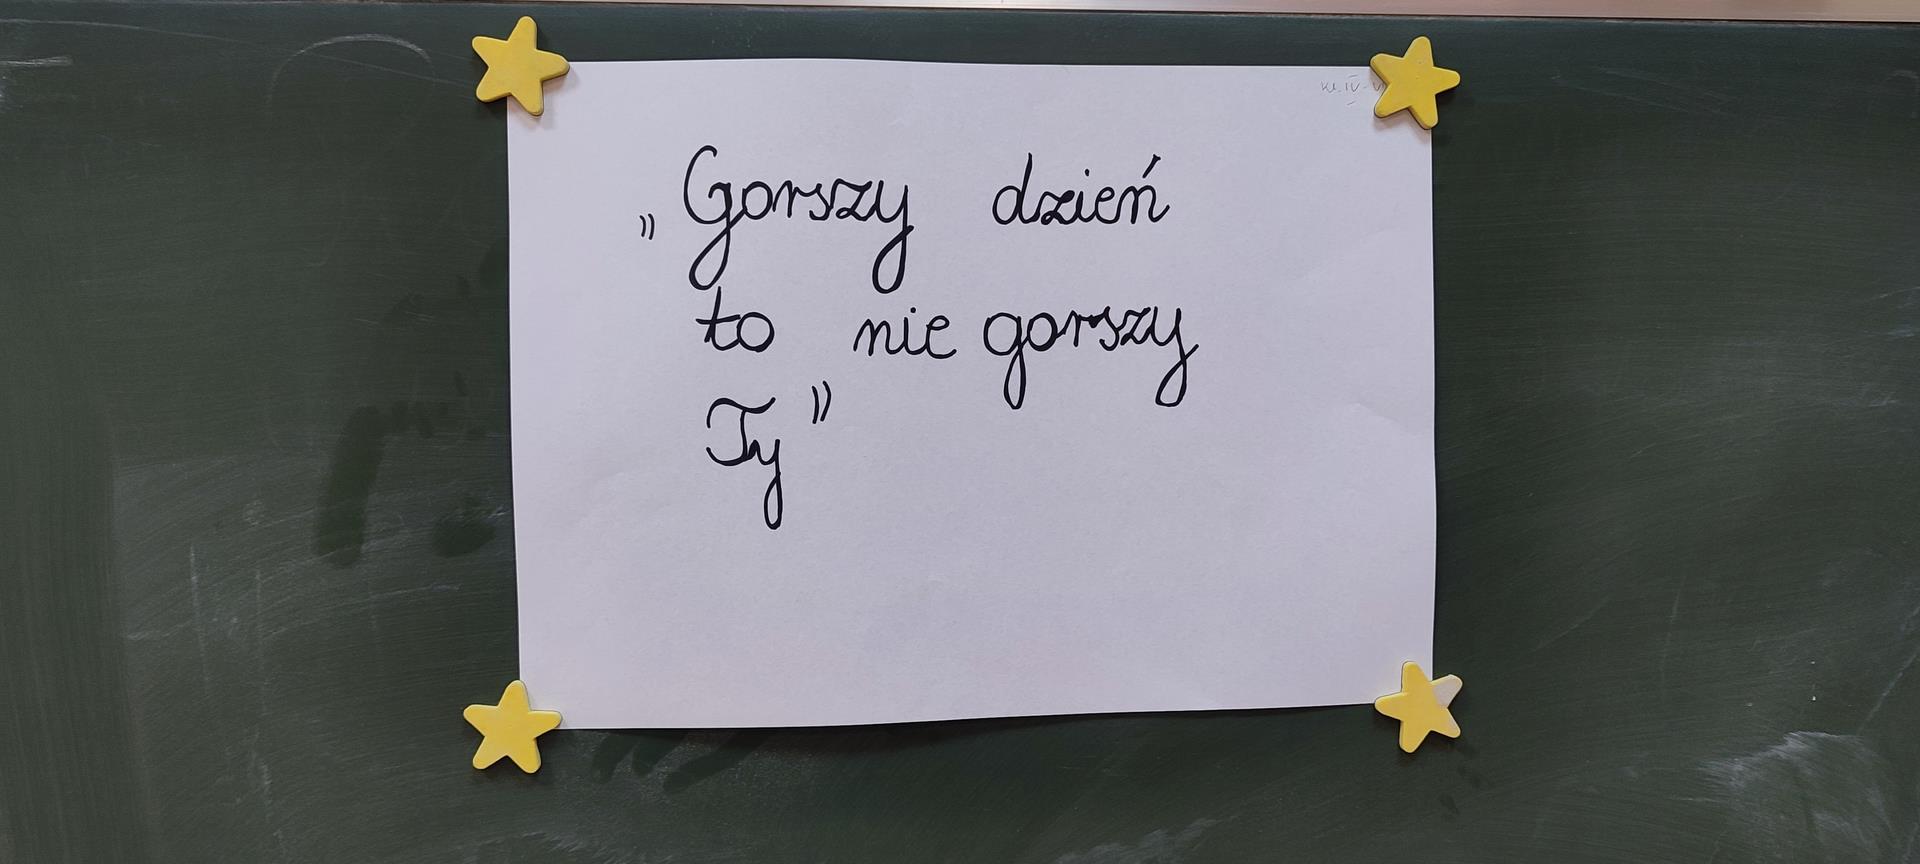 „Gorszy dzień
to nie gorszy
Ty”